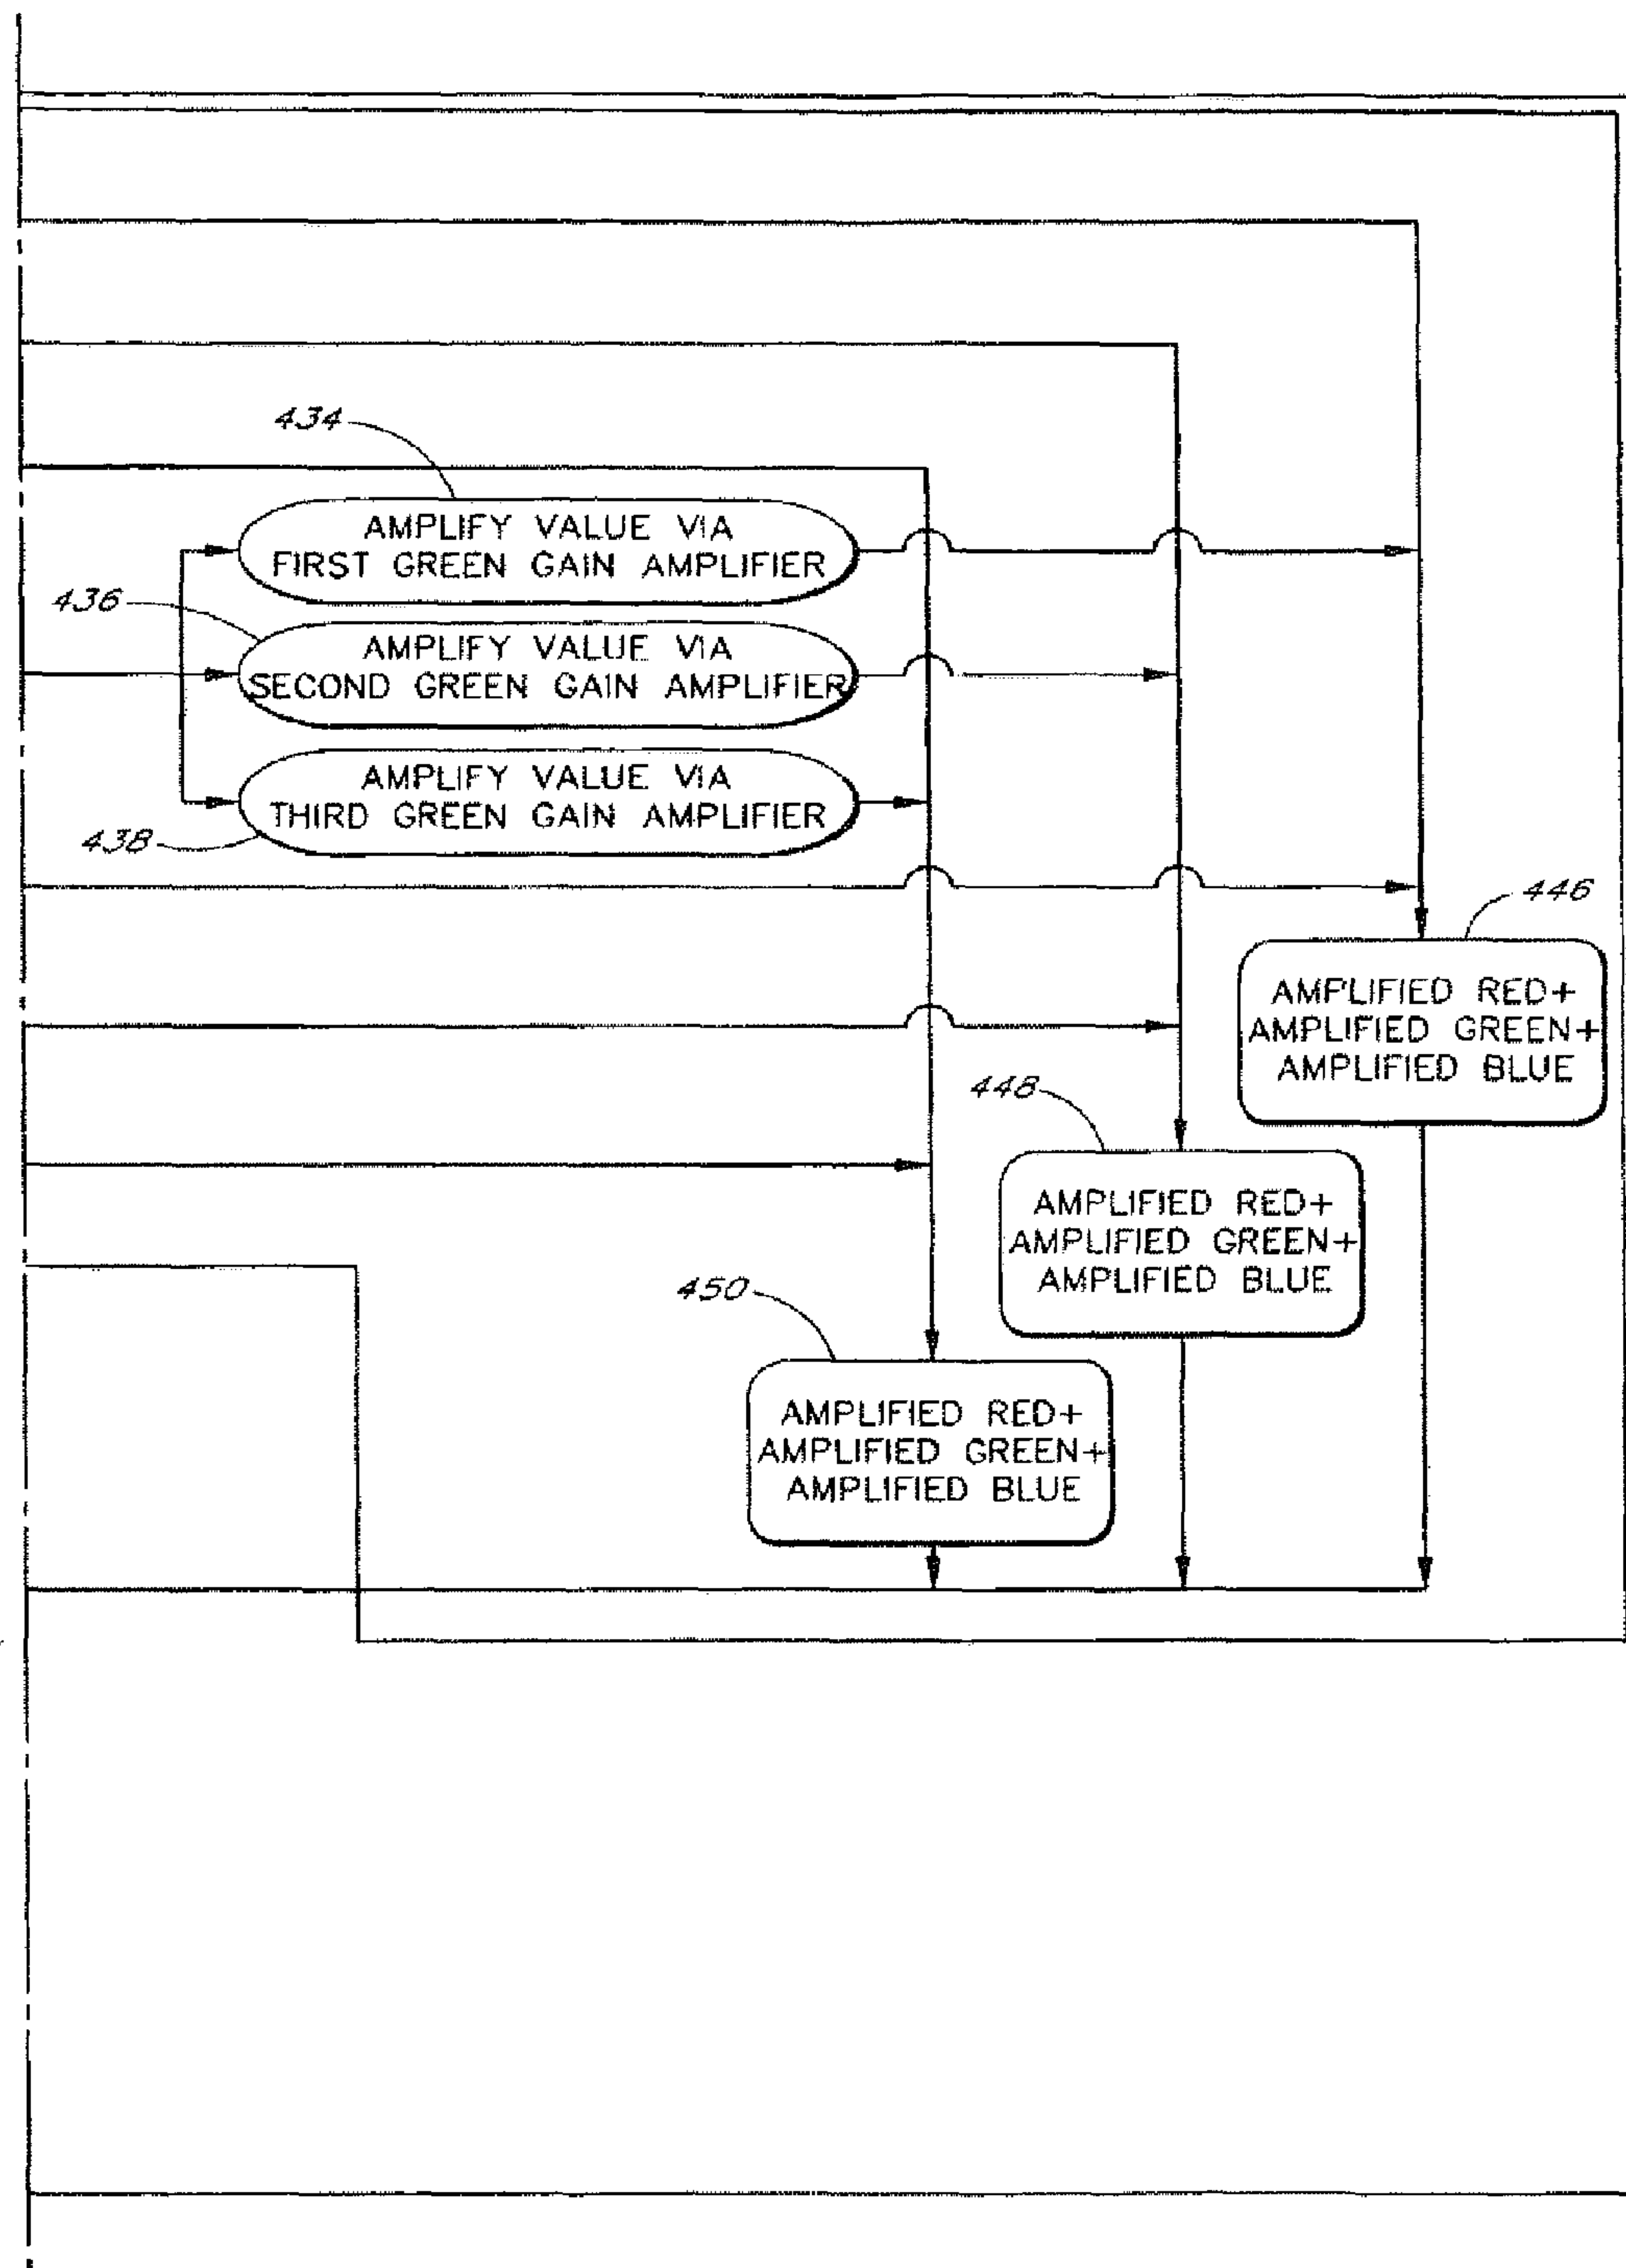 434
AMPLIFY VALUE VIA
FIRST GREEN GAIN AMPLIFIER
436
AMPLIFY VALUE VIA
SECOND GREEN GAIN AMPLIFIER
AMPLIFY VALUE VIA
THIRD GREEN GAIN AMPLIFIER
438
446
AMPLIFIED RED+
AMPLIFIED GREEN+
AMPLIFIED BLUE
448
AMPLIFIED RED+
AMPLIFIED GREEN+
AMPLIFIED BLUE
450
AMPLIFIED RED+
AMPLIFIED GREEN+
AMPLIFIED BLUE